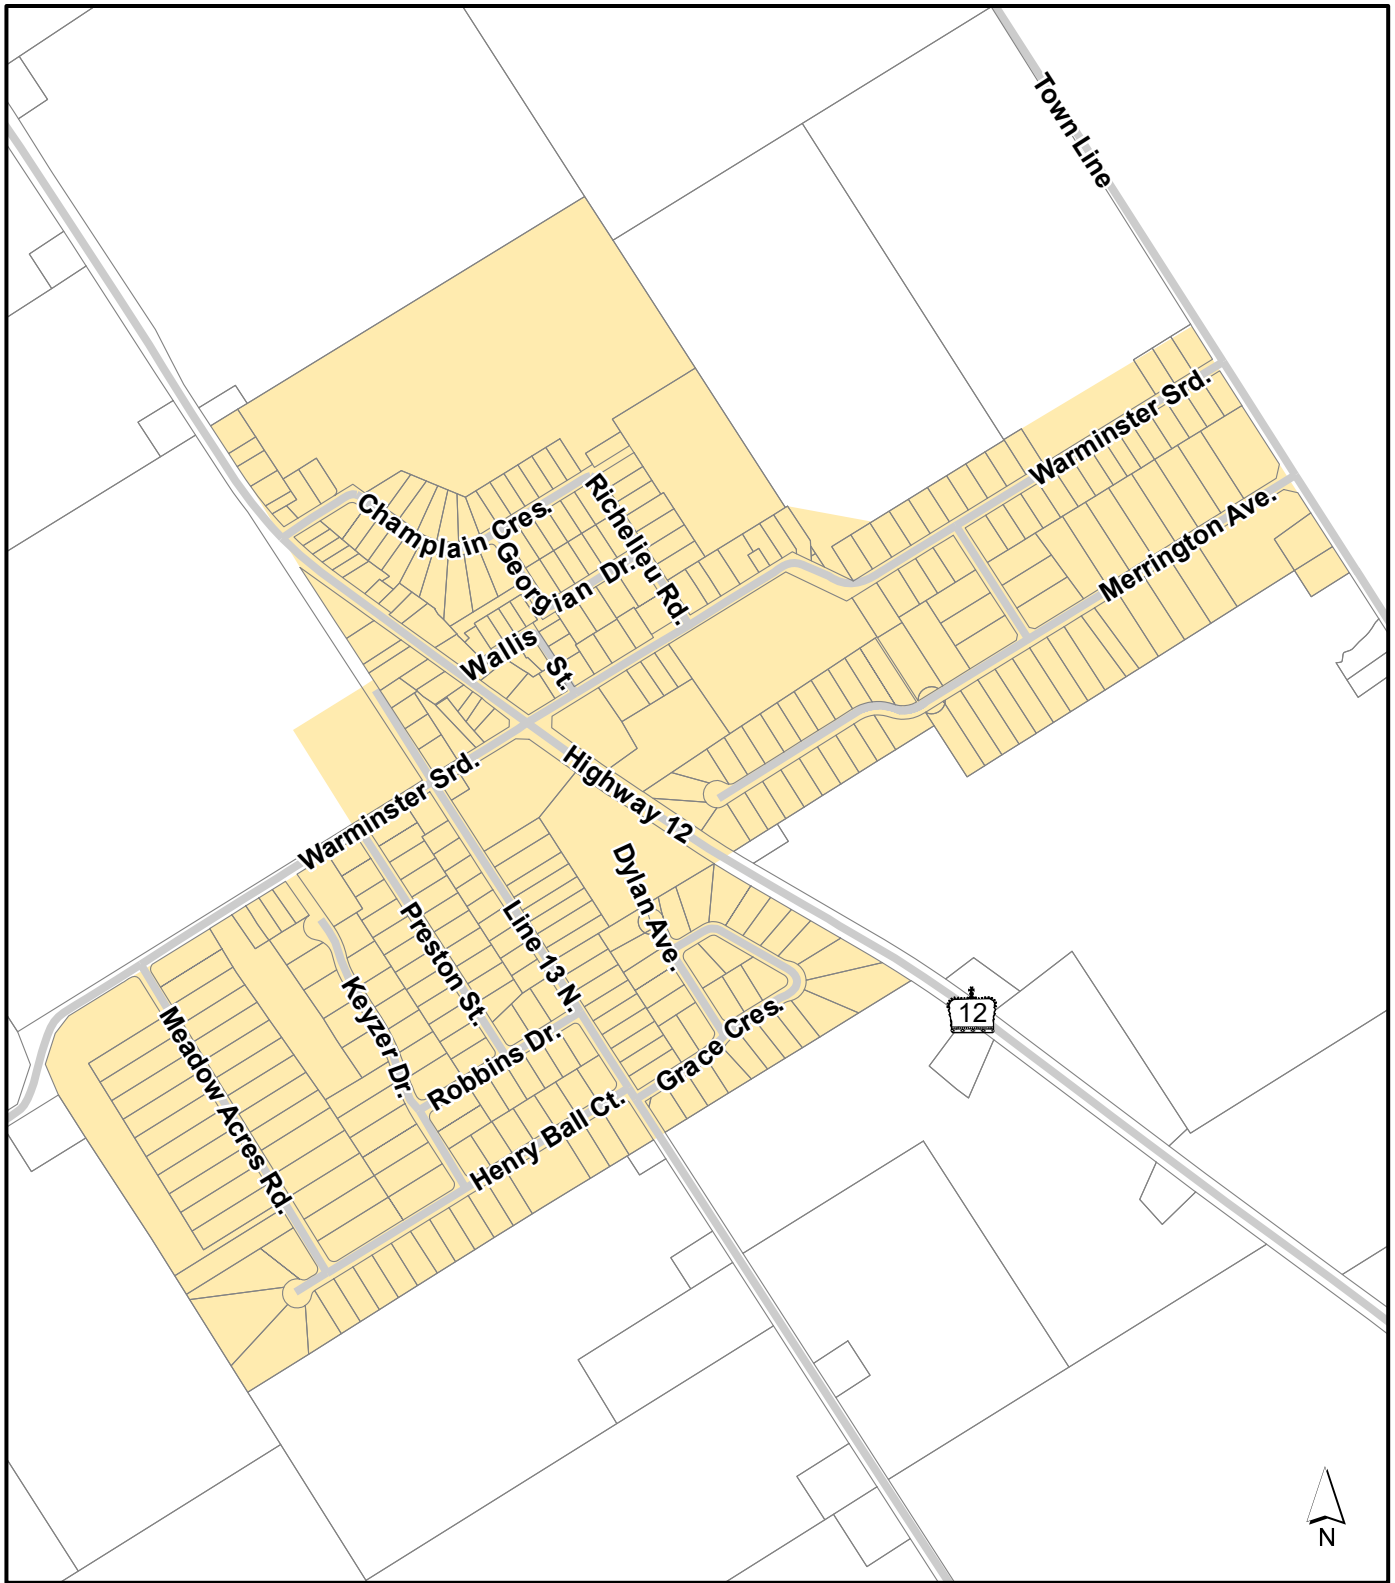 Town Line
Warminster Srd.
Merrington Ave.
Champlain Cres.
Richelieu Rd.
Georgian Dr.
Wallis St.
Highway 12
Warminster Srd.
Dylan Ave.
Line 13 N.
Preston St.
Keyzer Dr.
Meadow Acres Rd.
Robbins Dr.
Grace Cres.
Henry Ball Ct.
12
N